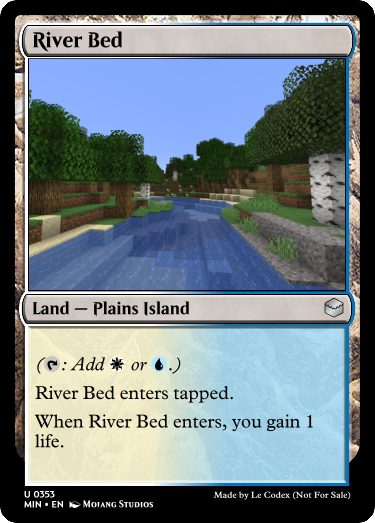 River Bed
Land — Plains Island
(: Add or .)
River Bed enters tapped.
When River Bed enters, you gain 1
life.
U 0353
MIN • EN Mojang Studios
Made by Le Codex (Not For Sale)